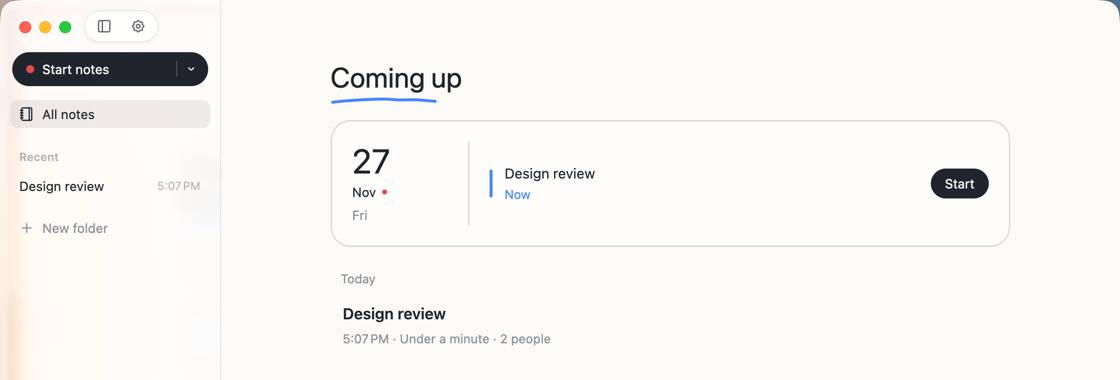 Start notes
All notes
Recent
Design review 5:07 PM
New folder
Coming up
27
Nov
Fri
Design review
Now
Start
Today
Design review
5:07 PM · Under a minute · 2 people